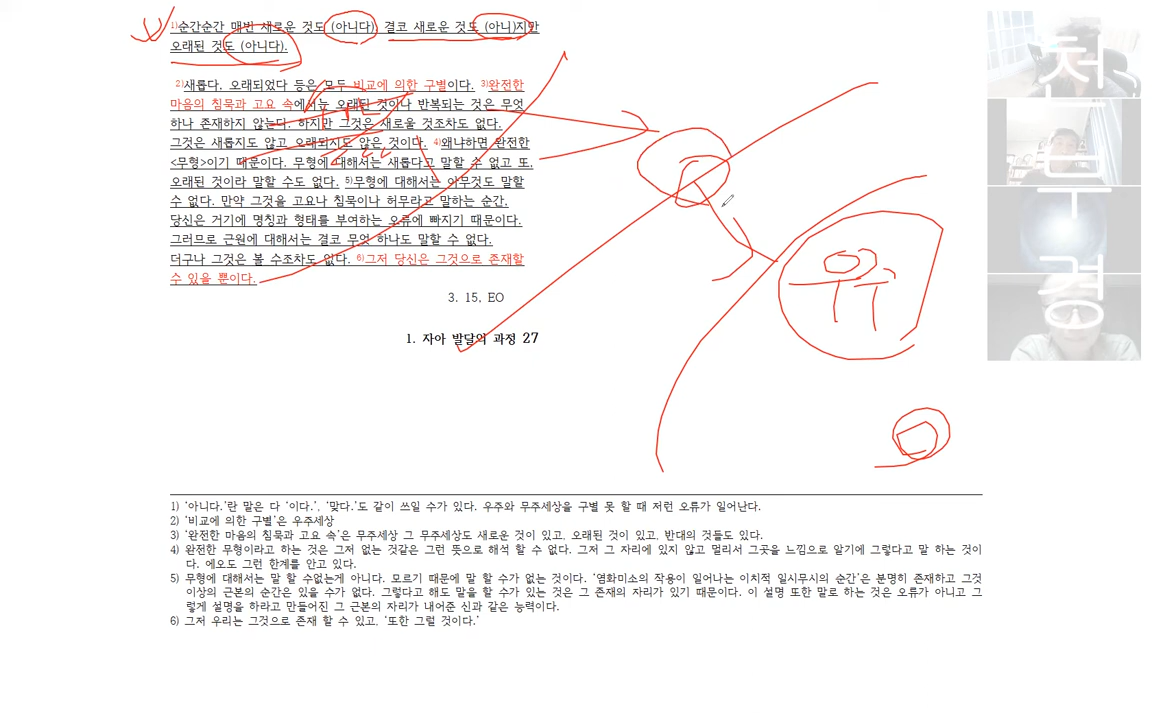 1)순간순간 매번 새로운 것도 (아니다). 결코 새로운 것도 (아니)지만
오래된 것도 (아니다).
2)새롭다. 오래되었다 등은 모두 비교에 의한 구별이다. 3)완전한
마음의 침묵과 고요 속에서는 오래된 것이나 반복되는 것은 무엇
하나 존재하지 않는다. 하지만 그것은 새로울 것조차도 없다.
그것은 새롭지도 않고 오래되지도 않은 것이다. 4)왜냐하면 완전한
<무형>이기 때문이다. 무형에 대해서는 새롭다고 말할 수 없고 또.
오래된 것이라 말할 수도 없다. 5)무형에 대해서는 아무것도 말할
수 없다. 만약 그것을 고요나 침묵이나 허무라고 말하는 순간.
당신은 거기에 명칭과 형태를 부여하는 오류에 빠지기 때문이다.
그러므로 근원에 대해서는 결코 무엇 하나도 말할 수 없다.
더구나 그것은 볼 수조차도 없다. 6)그저 당신은 그것으로 존재할
수 있을 뿐이다.
3. 15, EO
1. 자아 발달의 과정 27
우주
천부경
1) '아니다.'란 말은 다 '이다.', '맞다.'도 같이 쓰일 수가 있다. 우주와 무주세상을 구별 못 할 때 저런 오류가 일어난다.
2) '비교에 의한 구별'은 우주세상
3) '완전한 마음의 침묵과 고요 속'은 무주세상 그 무주세상도 새로운 것이 있고, 오래된 것이 있고, 반대의 것들도 있다.
4) 완전한 무형이라고 하는 것은 그저 없는 것같은 그런 뜻으로 해석 할 수 없다. 그저 그 자리에 있지 않고 멀리서 그곳을 느낌으로 알기에 그렇다고 말 하는 것이
다. 에오도 그런 한계를 안고 있다.
5) 무형에 대해서는 말 할 수없는게 아니다. 모르기 때문에 말 할 수가 없는 것이다. '염화미소의 작용이 일어나는 이치적 일시무시의 순간'은 분명히 존재하고 그것
이상의 근본의 순간은 있을 수가 없다. 그렇다고 해도 말을 할 수가 있는 것은 그 존재의 자리가 있기 때문이다. 이 설명 또한 말로 하는 것은 오류가 아니고 그
렇게 설명을 하라고 만들어진 그 근본의 자리가 내어준 신과 같은 능력이다.
6) 그저 우리는 그것으로 존재 할 수 있고, '또한 그럴 것이다.'